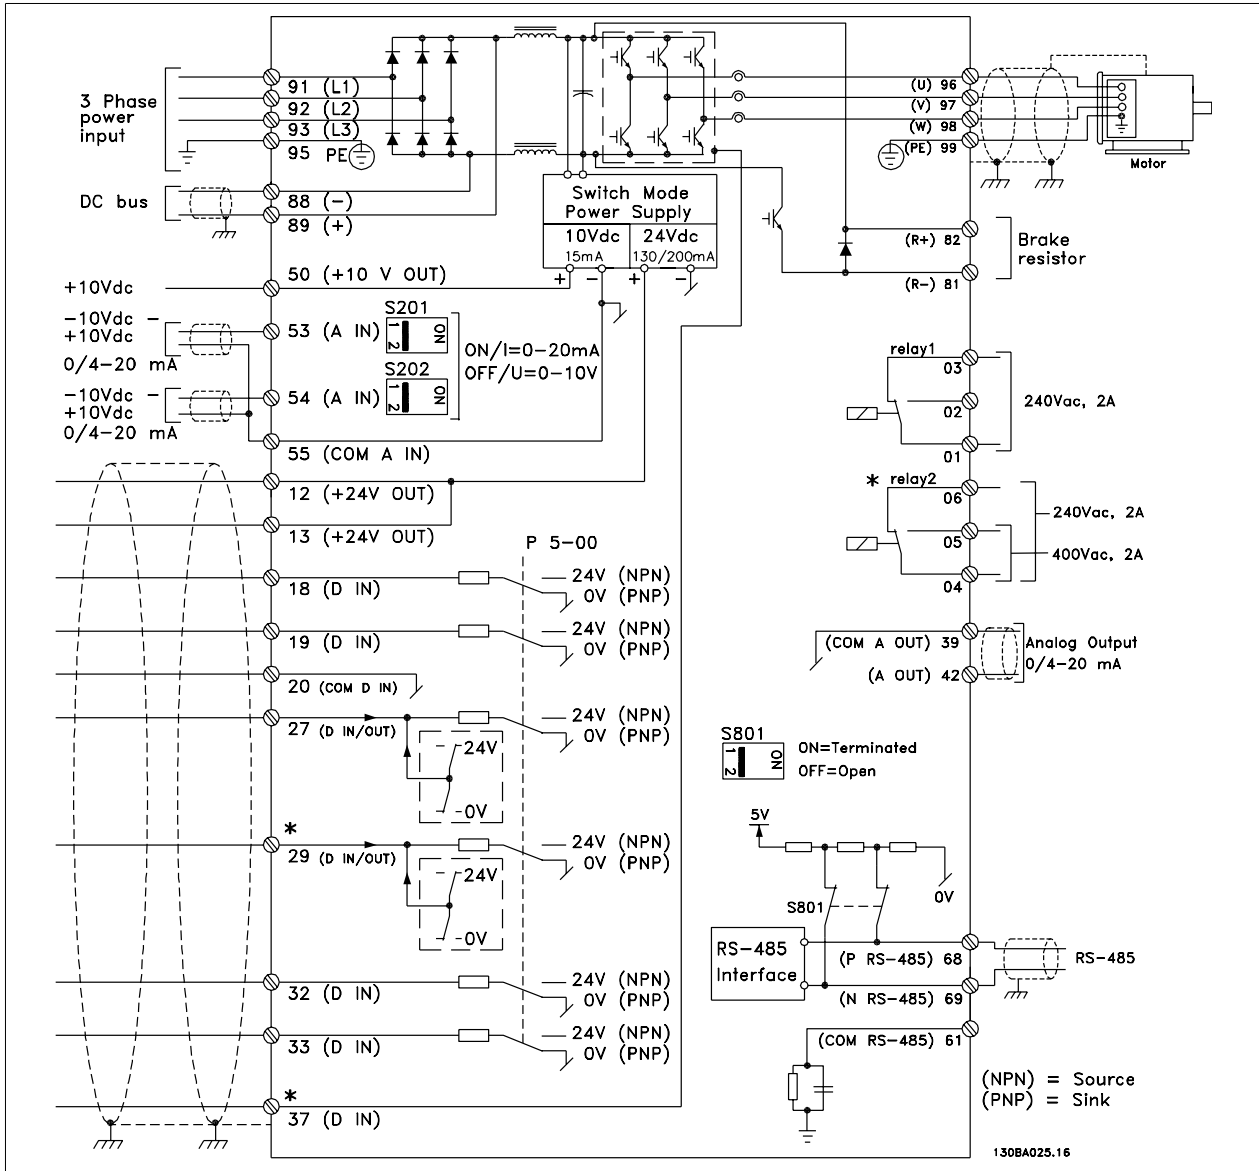 3 Phase
power
input
91 (L1)
92 (L2)
93 (L3)
95 PE
DC bus
88 (-)
89 (+)
Switch Mode
Power Supply
10Vdc
15mA
24Vdc
130/200mA
+ - + -
(U) 96
(V) 97
(W) 98
(PE) 99
Motor
(R+) 82
(R-) 81
Brake
resistor
+10Vdc
50 (+10 V OUT)
-10Vdc -
+10Vdc
0/4-20 mA
53 (A IN)
S201
1 2
ON
-10Vdc -
+10Vdc
0/4-20 mA
54 (A IN)
S202
1 2
ON
ON/I=0-20mA
OFF/U=0-10V
55 (COM A IN)
12 (+24V OUT)
13 (+24V OUT)
P 5-00
18 (D IN)
24V (NPN)
0V (PNP)
19 (D IN)
24V (NPN)
0V (PNP)
20 (COM D IN)
27 (D IN/OUT)
24V (NPN)
0V (PNP)
24V
0V
*
29 (D IN/OUT)
24V (NPN)
0V (PNP)
24V
0V
32 (D IN)
24V (NPN)
0V (PNP)
33 (D IN)
24V (NPN)
0V (PNP)
*
37 (D IN)
relay1
03
02
01
240Vac, 2A
* relay2
06
05
04
240Vac, 2A
400Vac, 2A
(COM A OUT) 39
(A OUT) 42
Analog Output
0/4-20 mA
S801
1 2
ON
ON=Terminated
OFF=Open
5V
0V
S801
RS-485
Interface
(P RS-485) 68
(N RS-485) 69
RS-485
(COM RS-485) 61
(NPN) = Source
(PNP) = Sink
130BA025.16